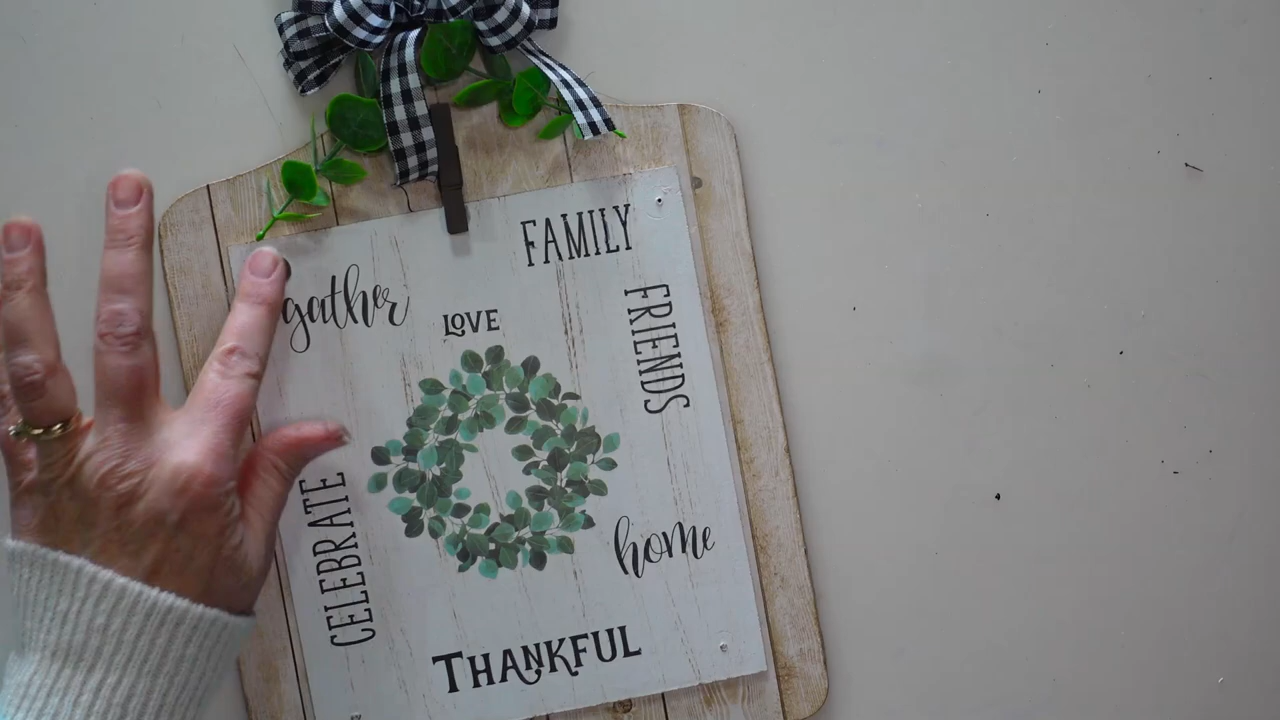 FAMILY
gather
LOVE
FRIENDS
CELEBRATE
home
THANKFUL